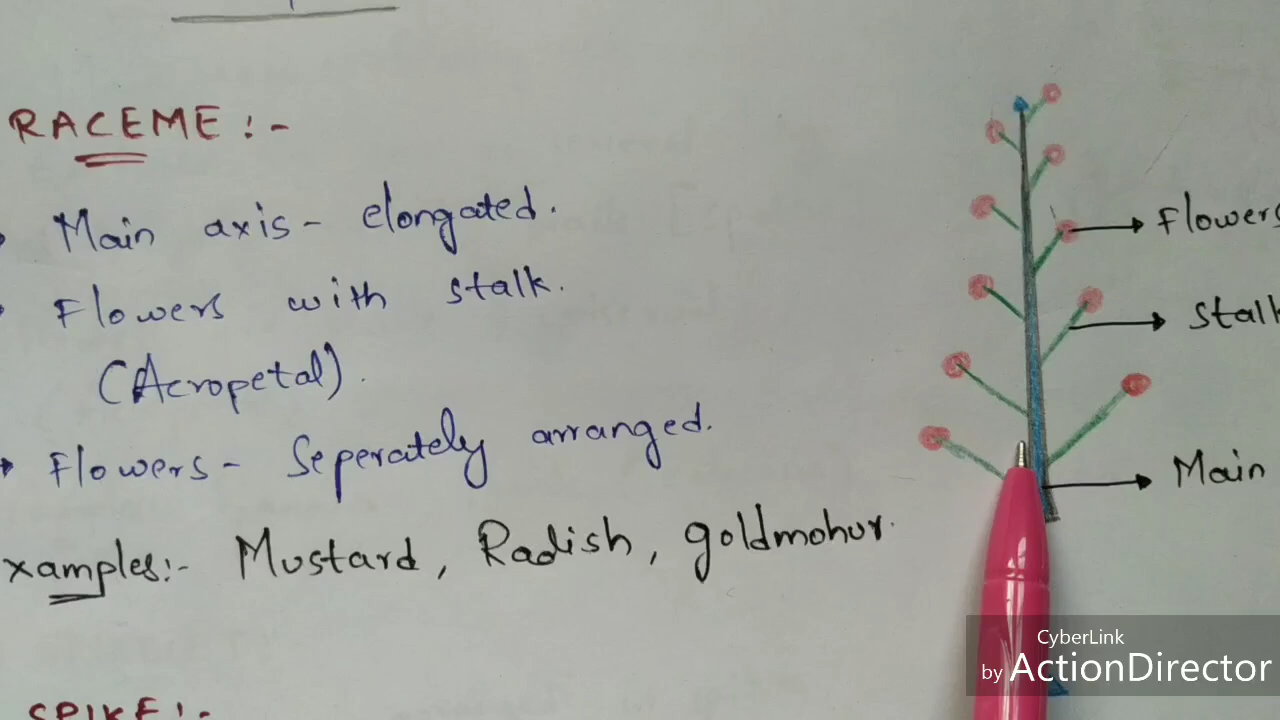 RACEME :-
Main axis - elongated.
Flowers with stalk.
(Acropetal).
Flowers - Seperately arranged.
xamples:- Mustard, Radish, goldmohur.
SPIKE :-
Flowers
Stalk
Main
CyberLink
by ActionDirector